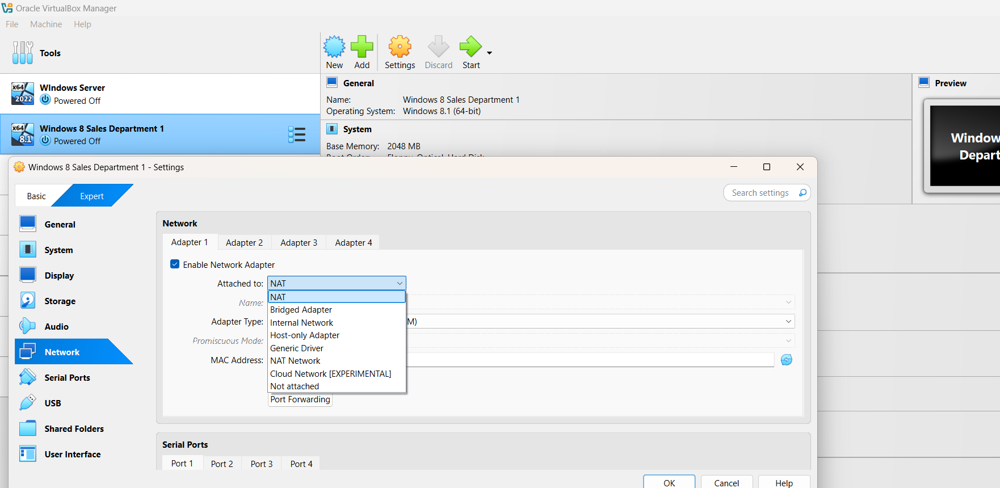 Oracle VirtualBox Manager
File Machine Help
Tools
New Add Settings Discard Start
x64 2022
WIndows Server
Powered Off
x64 8.1
Windows 8 Sales Department 1
Powered Off
General
Name: Windows 8 Sales Department 1
Operating System: Windows 8.1 (64-bit)
System
Base Memory: 2048 MB
Preview
Window
Depart
Windows 8 Sales Department 1 - Settings
Basic Expert
Search settings
General
System
Display
Storage
Audio
Network
Serial Ports
USB
Shared Folders
User Interface
Network
Adapter 1 Adapter 2 Adapter 3 Adapter 4
Enable Network Adapter
Attached to: NAT
NAT
Name:
Bridged Adapter
Internal Network
Adapter Type: M)
Host-only Adapter
Promiscuous Mode:
Generic Driver
MAC Address:
NAT Network
Cloud Network [EXPERIMENTAL]
Not attached
Port Forwarding
Serial Ports
Port 1 Port 2 Port 3 Port 4
OK Cancel Help